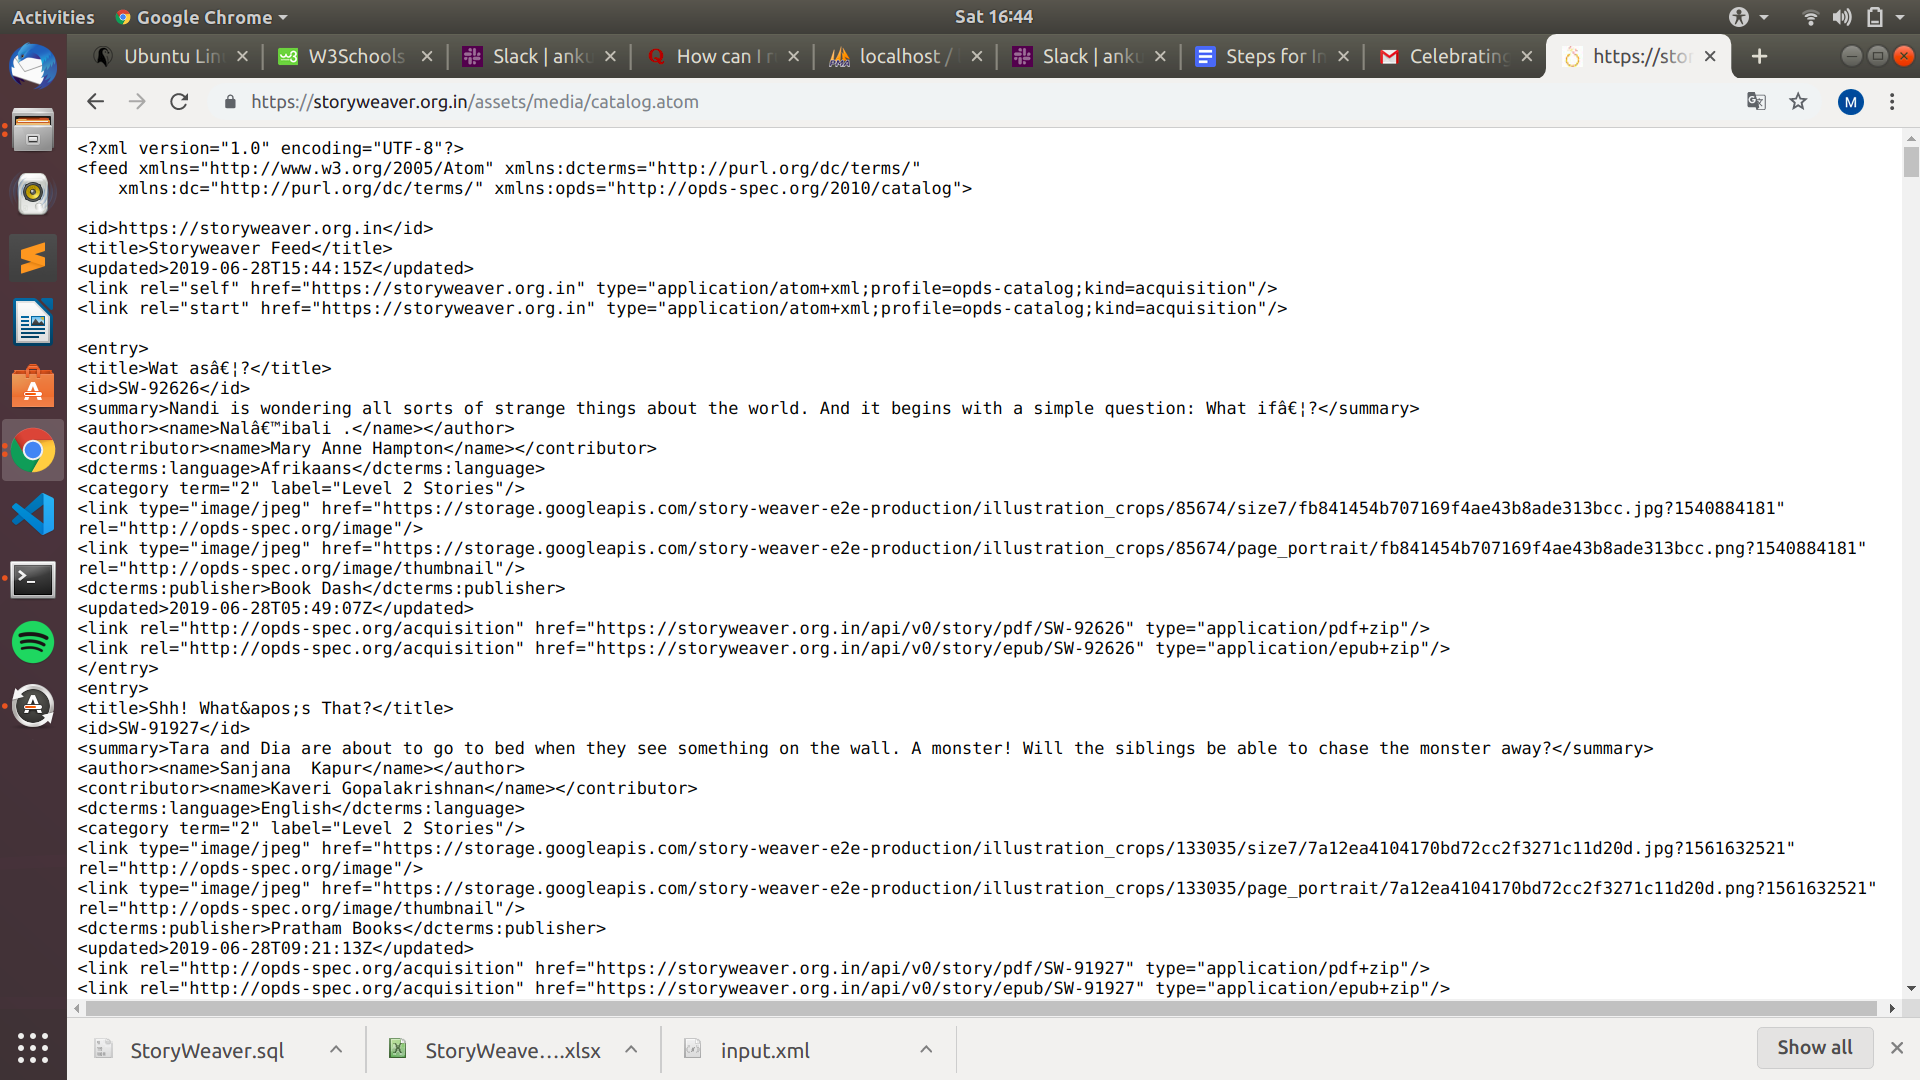 Activities Google Chrome Sat 16:44
Ubuntu Lin W3Schools Slack | anku How can I r localhost / Slack | anku Steps for In Celebrating https://stor
https://storyweaver.org.in/assets/media/catalog.atom M
<?xml version="1.0" encoding="UTF-8"?>
<feed xmlns="http://www.w3.org/2005/Atom" xmlns:dcterms="http://purl.org/dc/terms/"
xmlns:dc="http://purl.org/dc/terms/" xmlns:opds="http://opds-spec.org/2010/catalog">
<id>https://storyweaver.org.in</id>
<title>Storyweaver Feed</title>
<updated>2019-06-28T15:44:15Z</updated>
<link rel="self" href="https://storyweaver.org.in" type="application/atom+xml;profile=opds-catalog;kind=acquisition"/>
<link rel="start" href="https://storyweaver.org.in" type="application/atom+xml;profile=opds-catalog;kind=acquisition"/>
<entry>
<title>Wat asâ€¦?</title>
<id>SW-92626</id>
<summary>Nandi is wondering all sorts of strange things about the world. And it begins with a simple question: What ifâ€¦?</summary>
<author><name>Nalâ€™ibali .</name></author>
<contributor><name>Mary Anne Hampton</name></contributor>
<dcterms:language>Afrikaans</dcterms:language>
<category term="2" label="Level 2 Stories"/>
<link type="image/jpeg" href="https://storage.googleapis.com/story-weaver-e2e-production/illustration_crops/85674/size7/fb841454b707169f4ae43b8ade313bcc.jpg?1540884181"
rel="http://opds-spec.org/image"/>
<link type="image/jpeg" href="https://storage.googleapis.com/story-weaver-e2e-production/illustration_crops/85674/page_portrait/fb841454b707169f4ae43b8ade313bcc.png?1540884181"
rel="http://opds-spec.org/image/thumbnail"/>
<dcterms:publisher>Book Dash</dcterms:publisher>
<updated>2019-06-28T05:49:07Z</updated>
<link rel="http://opds-spec.org/acquisition" href="https://storyweaver.org.in/api/v0/story/pdf/SW-92626" type="application/pdf+zip"/>
<link rel="http://opds-spec.org/acquisition" href="https://storyweaver.org.in/api/v0/story/epub/SW-92626" type="application/epub+zip"/>
</entry>
<entry>
<title>Shh! What&apos;s That?</title>
<id>SW-91927</id>
<summary>Tara and Dia are about to go to bed when they see something on the wall. A monster! Will the siblings be able to chase the monster away?</summary>
<author><name>Sanjana  Kapur</name></author>
<contributor><name>Kaveri Gopalakrishnan</name></contributor>
<dcterms:language>English</dcterms:language>
<category term="2" label="Level 2 Stories"/>
<link type="image/jpeg" href="https://storage.googleapis.com/story-weaver-e2e-production/illustration_crops/133035/size7/7a12ea4104170bd72cc2f3271c11d20d.jpg?1561632521"
rel="http://opds-spec.org/image"/>
<link type="image/jpeg" href="https://storage.googleapis.com/story-weaver-e2e-production/illustration_crops/133035/page_portrait/7a12ea4104170bd72cc2f3271c11d20d.png?1561632521"
rel="http://opds-spec.org/image/thumbnail"/>
<dcterms:publisher>Pratham Books</dcterms:publisher>
<updated>2019-06-28T09:21:13Z</updated>
<link rel="http://opds-spec.org/acquisition" href="https://storyweaver.org.in/api/v0/story/pdf/SW-91927" type="application/pdf+zip"/>
<link rel="http://opds-spec.org/acquisition" href="https://storyweaver.org.in/api/v0/story/epub/SW-91927" type="application/epub+zip"/>
StoryWeaver.sql StoryWeave....xlsx input.xml Show all